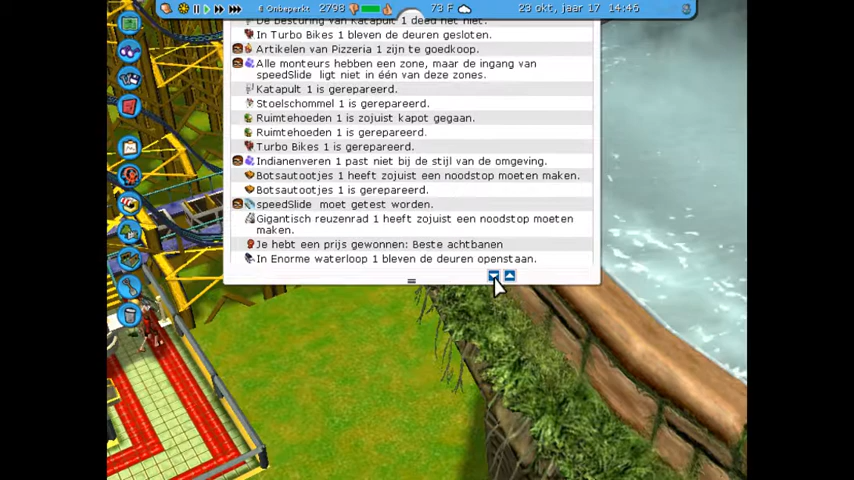 € Onbeperkt 2798 73 F 23 okt, jaar 17 14:46
De besturing van Katapult 1 deed het niet.
In Turbo Bikes 1 bleven de deuren gesloten.
Artikelen van Pizzeria 1 zijn te goedkoop.
Alle monteurs hebben een zone, maar de ingang van
speedSlide ligt niet in één van deze zones.
Katapult 1 is gerepareerd.
Stoelschommel 1 is gerepareerd.
Ruimtehoeden 1 is zojuist kapot gegaan.
Ruimtehoeden 1 is gerepareerd.
Turbo Bikes 1 is gerepareerd.
Indianenveren 1 past niet bij de stijl van de omgeving.
Botsautootjes 1 heeft zojuist een noodstop moeten maken.
Botsautootjes 1 is gerepareerd.
speedSlide moet getest worden.
Gigantisch reuzenrad 1 heeft zojuist een noodstop moeten
maken.
Je hebt een prijs gewonnen: Beste achtbanen
In Enorme waterloop 1 bleven de deuren openstaan.